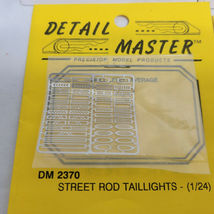 DETAIL
MASTER
PRECISION MODEL PRODUCTS
DM 2370
STREET ROD TAILLIGHTS - (1/24)